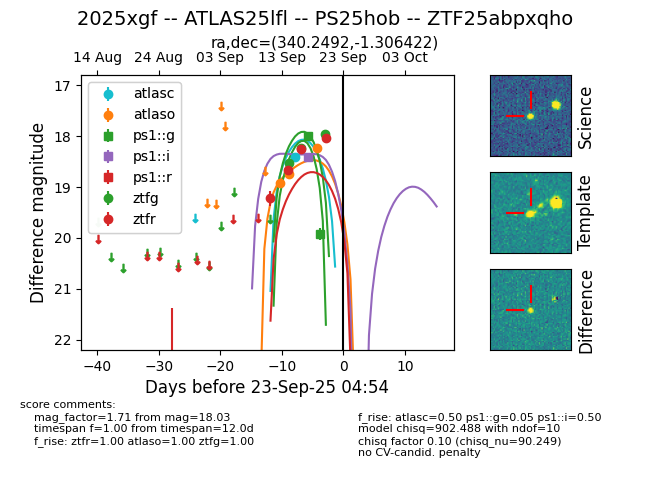 2025xgf -- ATLAS25lfl -- PS25hob -- ZTF25abpxqho
ra,dec=(340.2492,-1.306422)
14 Aug 24 Aug 03 Sep 13 Sep 23 Sep 03 Oct
17
18
19
20
21
22
Difference magnitude
atlasc
atlaso
ps1::g
ps1::i
ps1::r
ztfg
ztfr
−40 −30 −20 −10 0 10
Days before 23-Sep-25 04:54
Science
Template
Difference
score comments:
mag_factor=1.71 from mag=18.03
timespan f=1.00 from timespan=12.0d
f_rise: ztfr=1.00 atlaso=1.00 ztfg=1.00
f_rise: atlasc=0.50 ps1::g=0.05 ps1::i=0.50
model chisq=902.488 with ndof=10
chisq factor 0.10 (chisq_nu=90.249)
no CV-candid. penalty